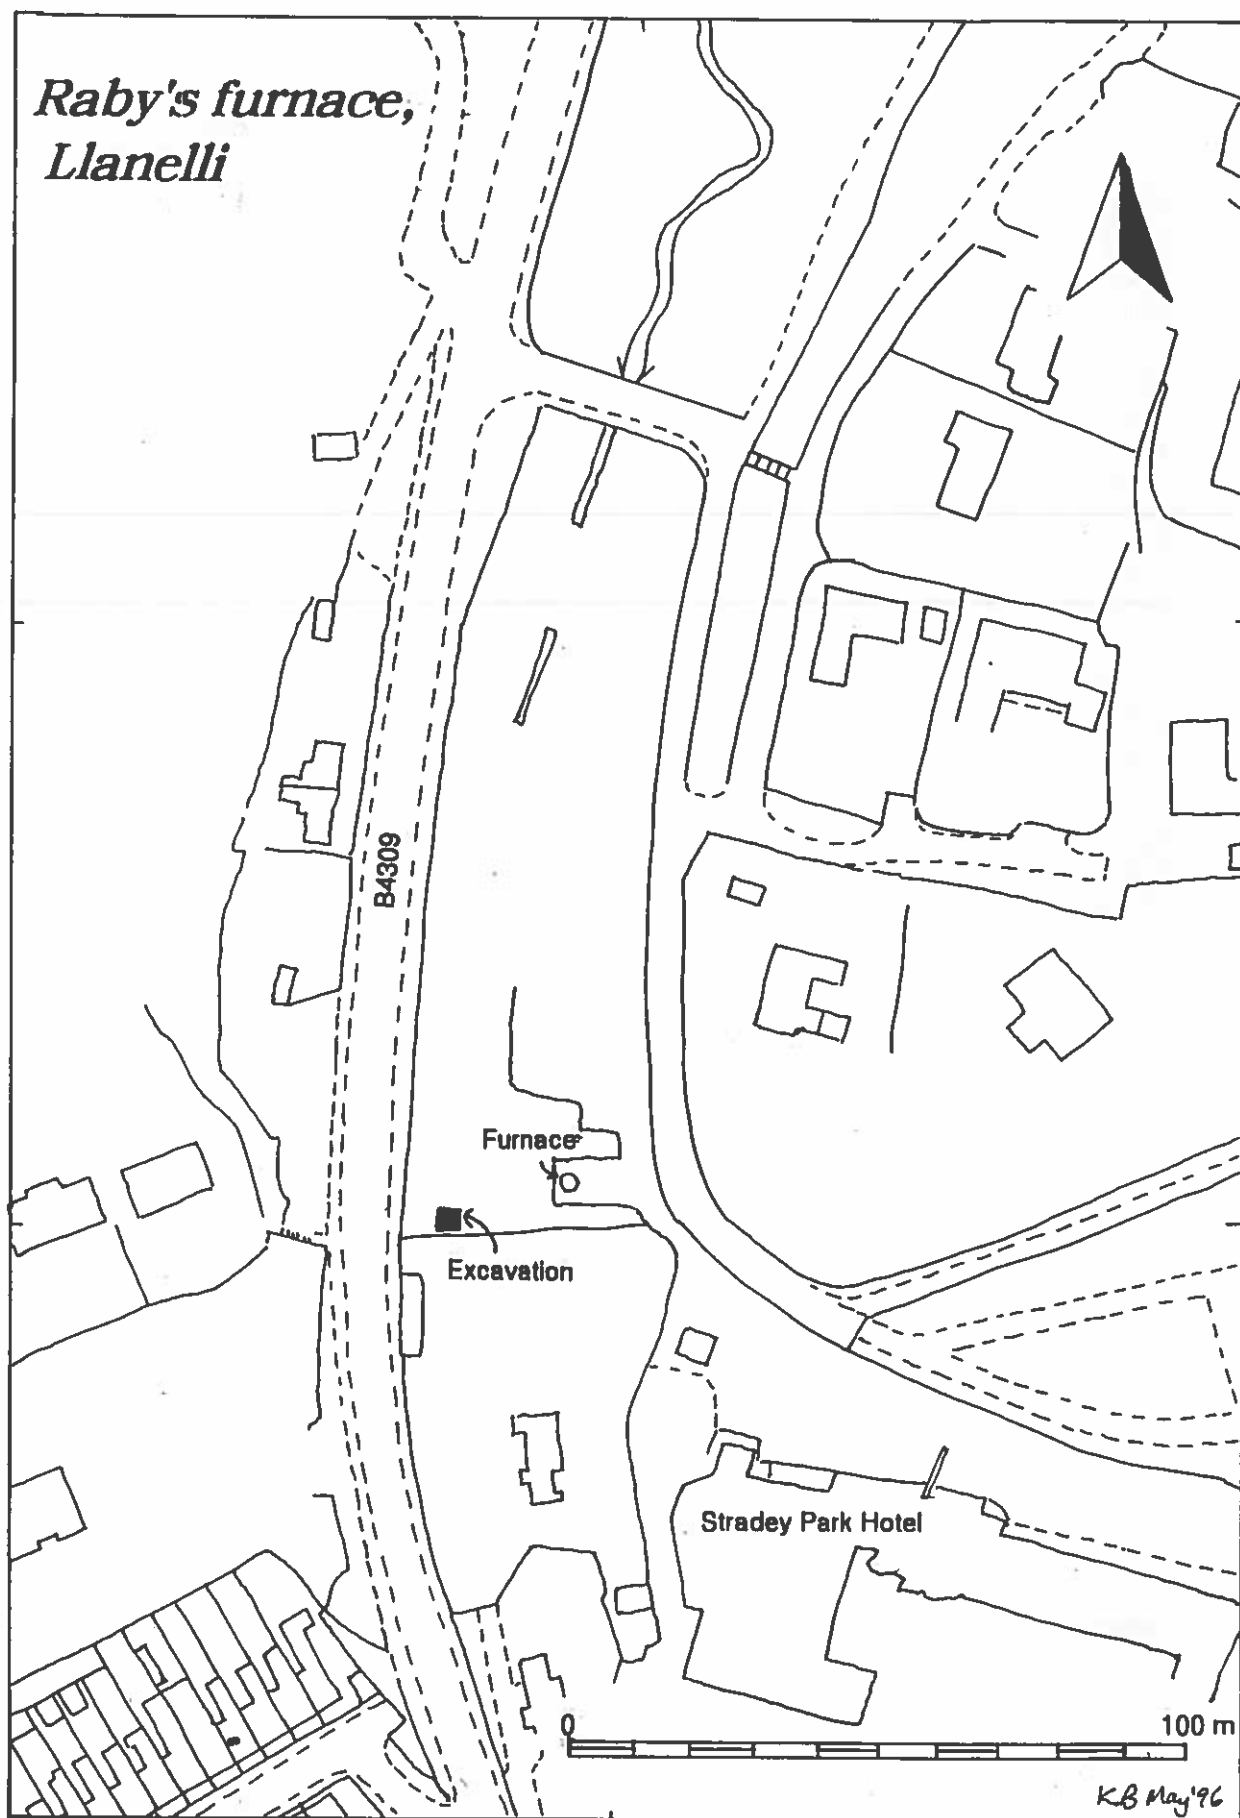 Raby's furnace,
Llanelli
B4309
Furnace
Excavation
Stradey Park Hotel
0 100 m
KB May '96